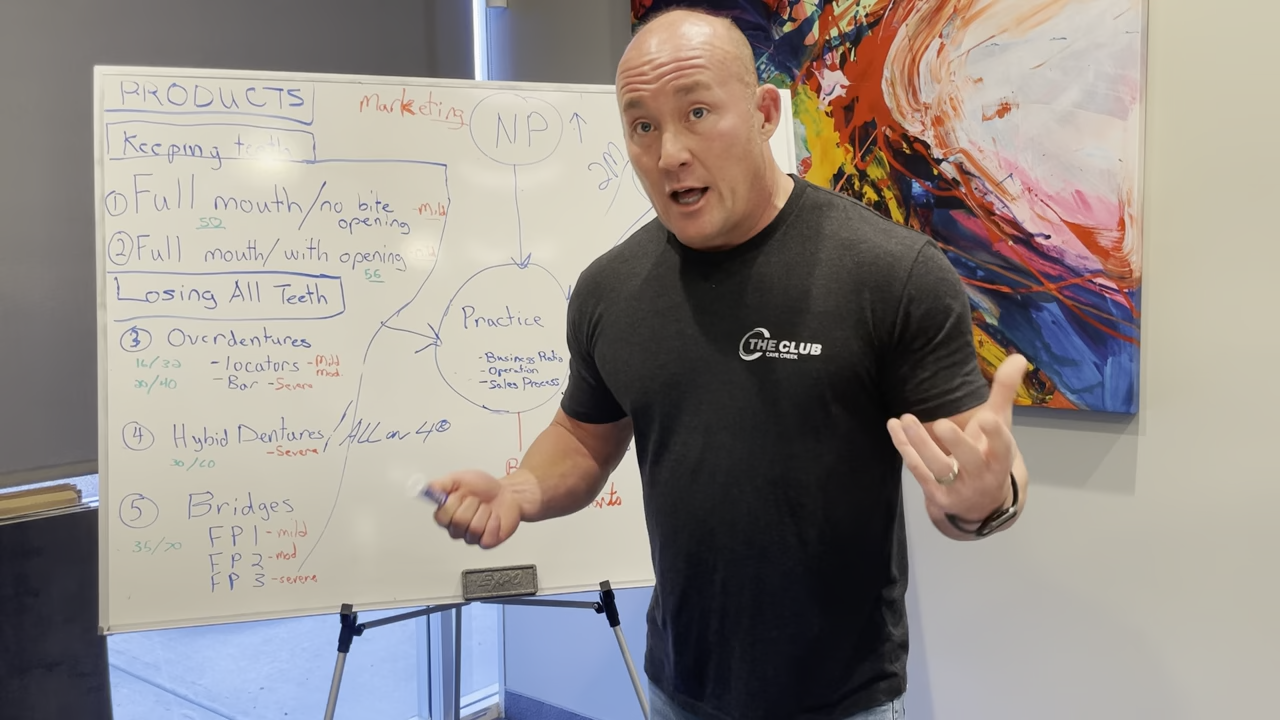 PRODUCTS
Keeping teeth
① Full mouth/no bite opening - Mild
50
② Full mouth/with opening
56
Losing All Teeth
③ Overdentures
16/32
- locators - Mild
mod.
20/40
- Bar - Severe
④ Hybid Dentures/ALL on 4®
- Severe
30/60
⑤ Bridges
FP1 - mild
35/70
FP 2 - mod
FP 3 - severe
Marketing
NP ↑
2M
Practice
- Business Ratio
- Operation
- Sales Process
EXPO
THE CLUB
CAVE CREEK